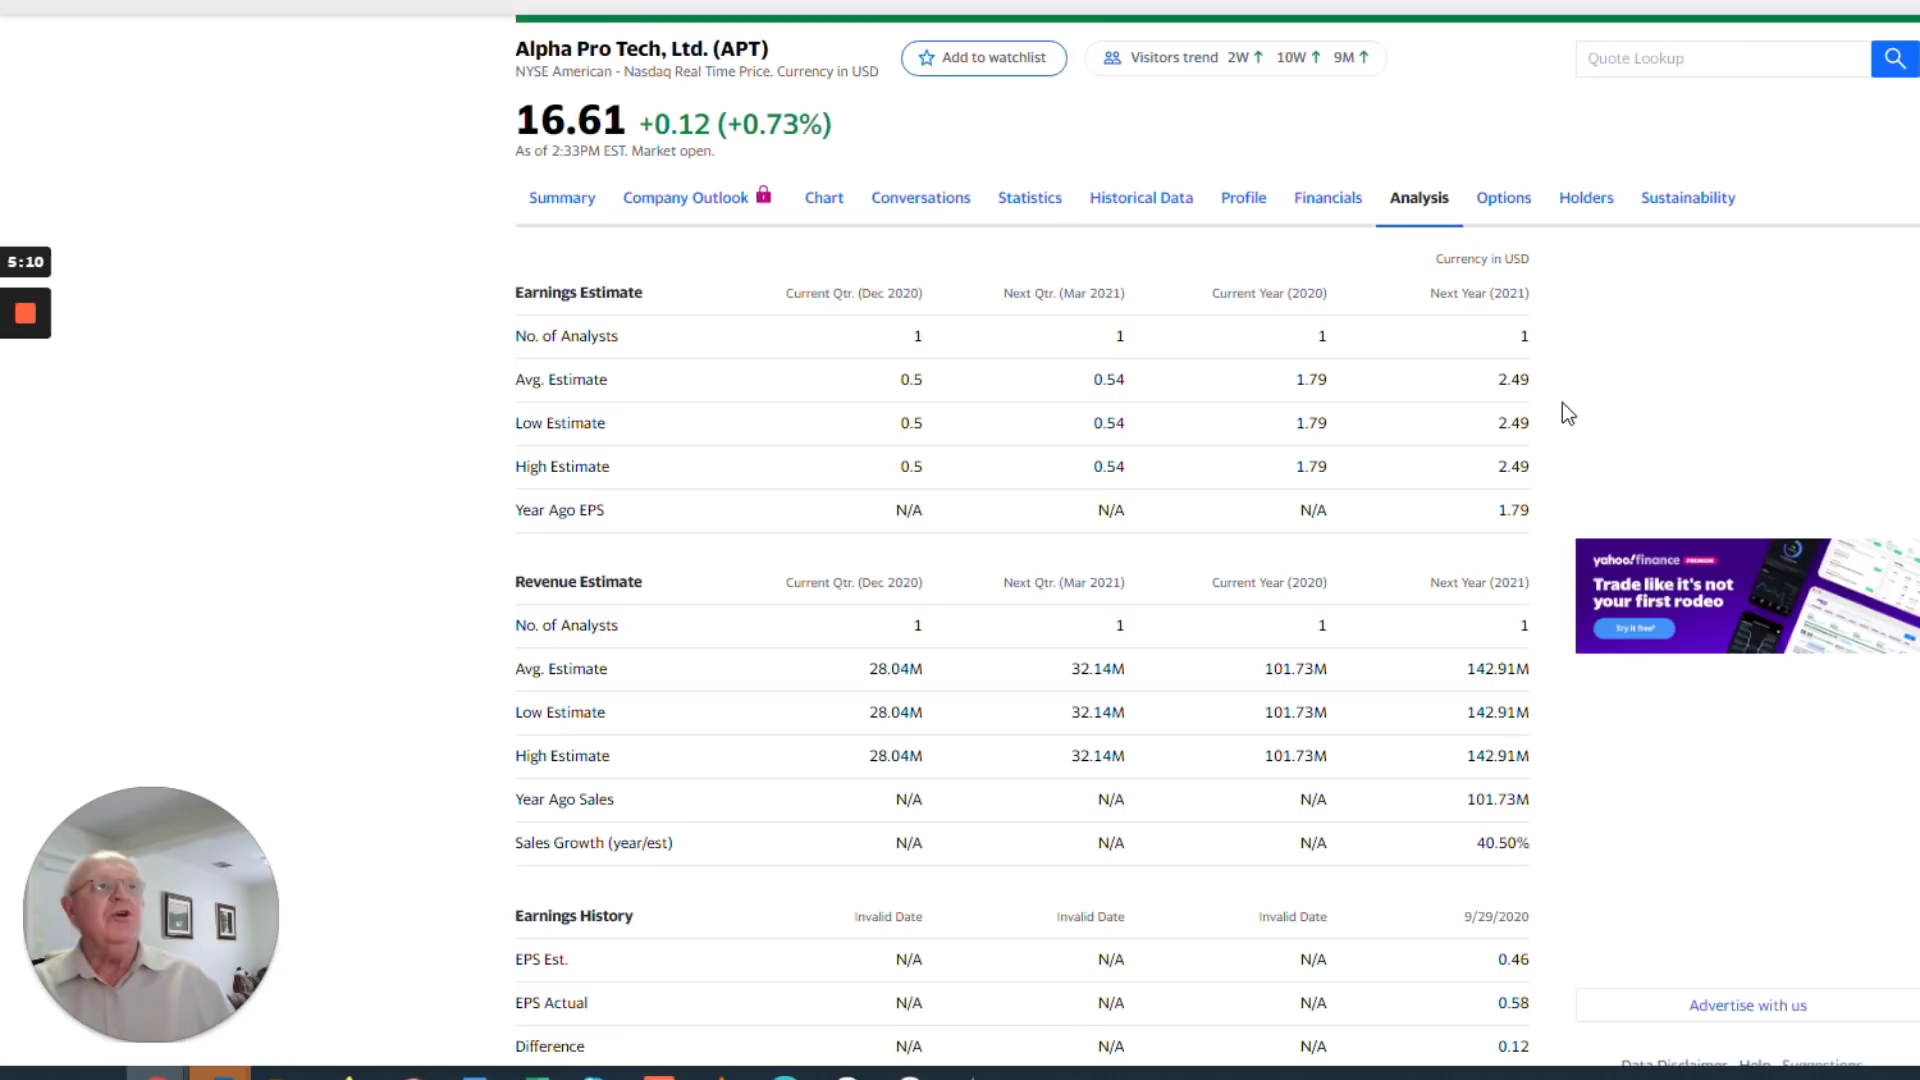 Alpha Pro Tech, Ltd. (APT)
NYSE American - Nasdaq Real Time Price. Currency in USD
Add to watchlist
Visitors trend 2W↑ 10W↑ 9M↑
Quote Lookup
16.61 +0.12 (+0.73%)
As of 2:33PM EST. Market open.
Summary Company Outlook Chart Conversations Statistics Historical Data Profile Financials Analysis Options Holders Sustainability
5:10
Currency in USD
Earnings Estimate Current Qtr. (Dec 2020) Next Qtr. (Mar 2021) Current Year (2020) Next Year (2021)
No. of Analysts 1 1 1 1
Avg. Estimate 0.5 0.54 1.79 2.49
Low Estimate 0.5 0.54 1.79 2.49
High Estimate 0.5 0.54 1.79 2.49
Year Ago EPS N/A N/A N/A 1.79
Revenue Estimate Current Qtr. (Dec 2020) Next Qtr. (Mar 2021) Current Year (2020) Next Year (2021)
No. of Analysts 1 1 1 1
Avg. Estimate 28.04M 32.14M 101.73M 142.91M
Low Estimate 28.04M 32.14M 101.73M 142.91M
High Estimate 28.04M 32.14M 101.73M 142.91M
Year Ago Sales N/A N/A N/A 101.73M
Sales Growth (year/est) N/A N/A N/A 40.50%
Earnings History Invalid Date Invalid Date Invalid Date 9/29/2020
EPS Est. N/A N/A N/A 0.46
EPS Actual N/A N/A N/A 0.58
Difference N/A N/A N/A 0.12
yahoo!finance PREMIUM
Trade like it's not
your first rodeo
Try it free*
Advertise with us
Data Disclaimer Help Suggestions